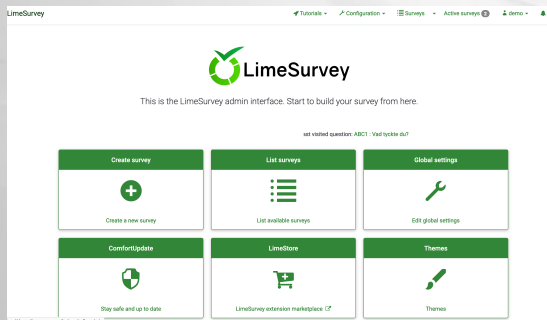 LimeSurvey Tutorials Configuration Surveys Active surveys 2 demo
LimeSurvey
This is the LimeSurvey admin interface. Start to build your survey from here.
ast visited question: ABC1 : Vad tyckte du?
Create survey List surveys Global settings
Create a new survey List available surveys Edit global settings
ComfortUpdate LimeStore Themes
Stay safe and up to date LimeSurvey extension marketplace Themes